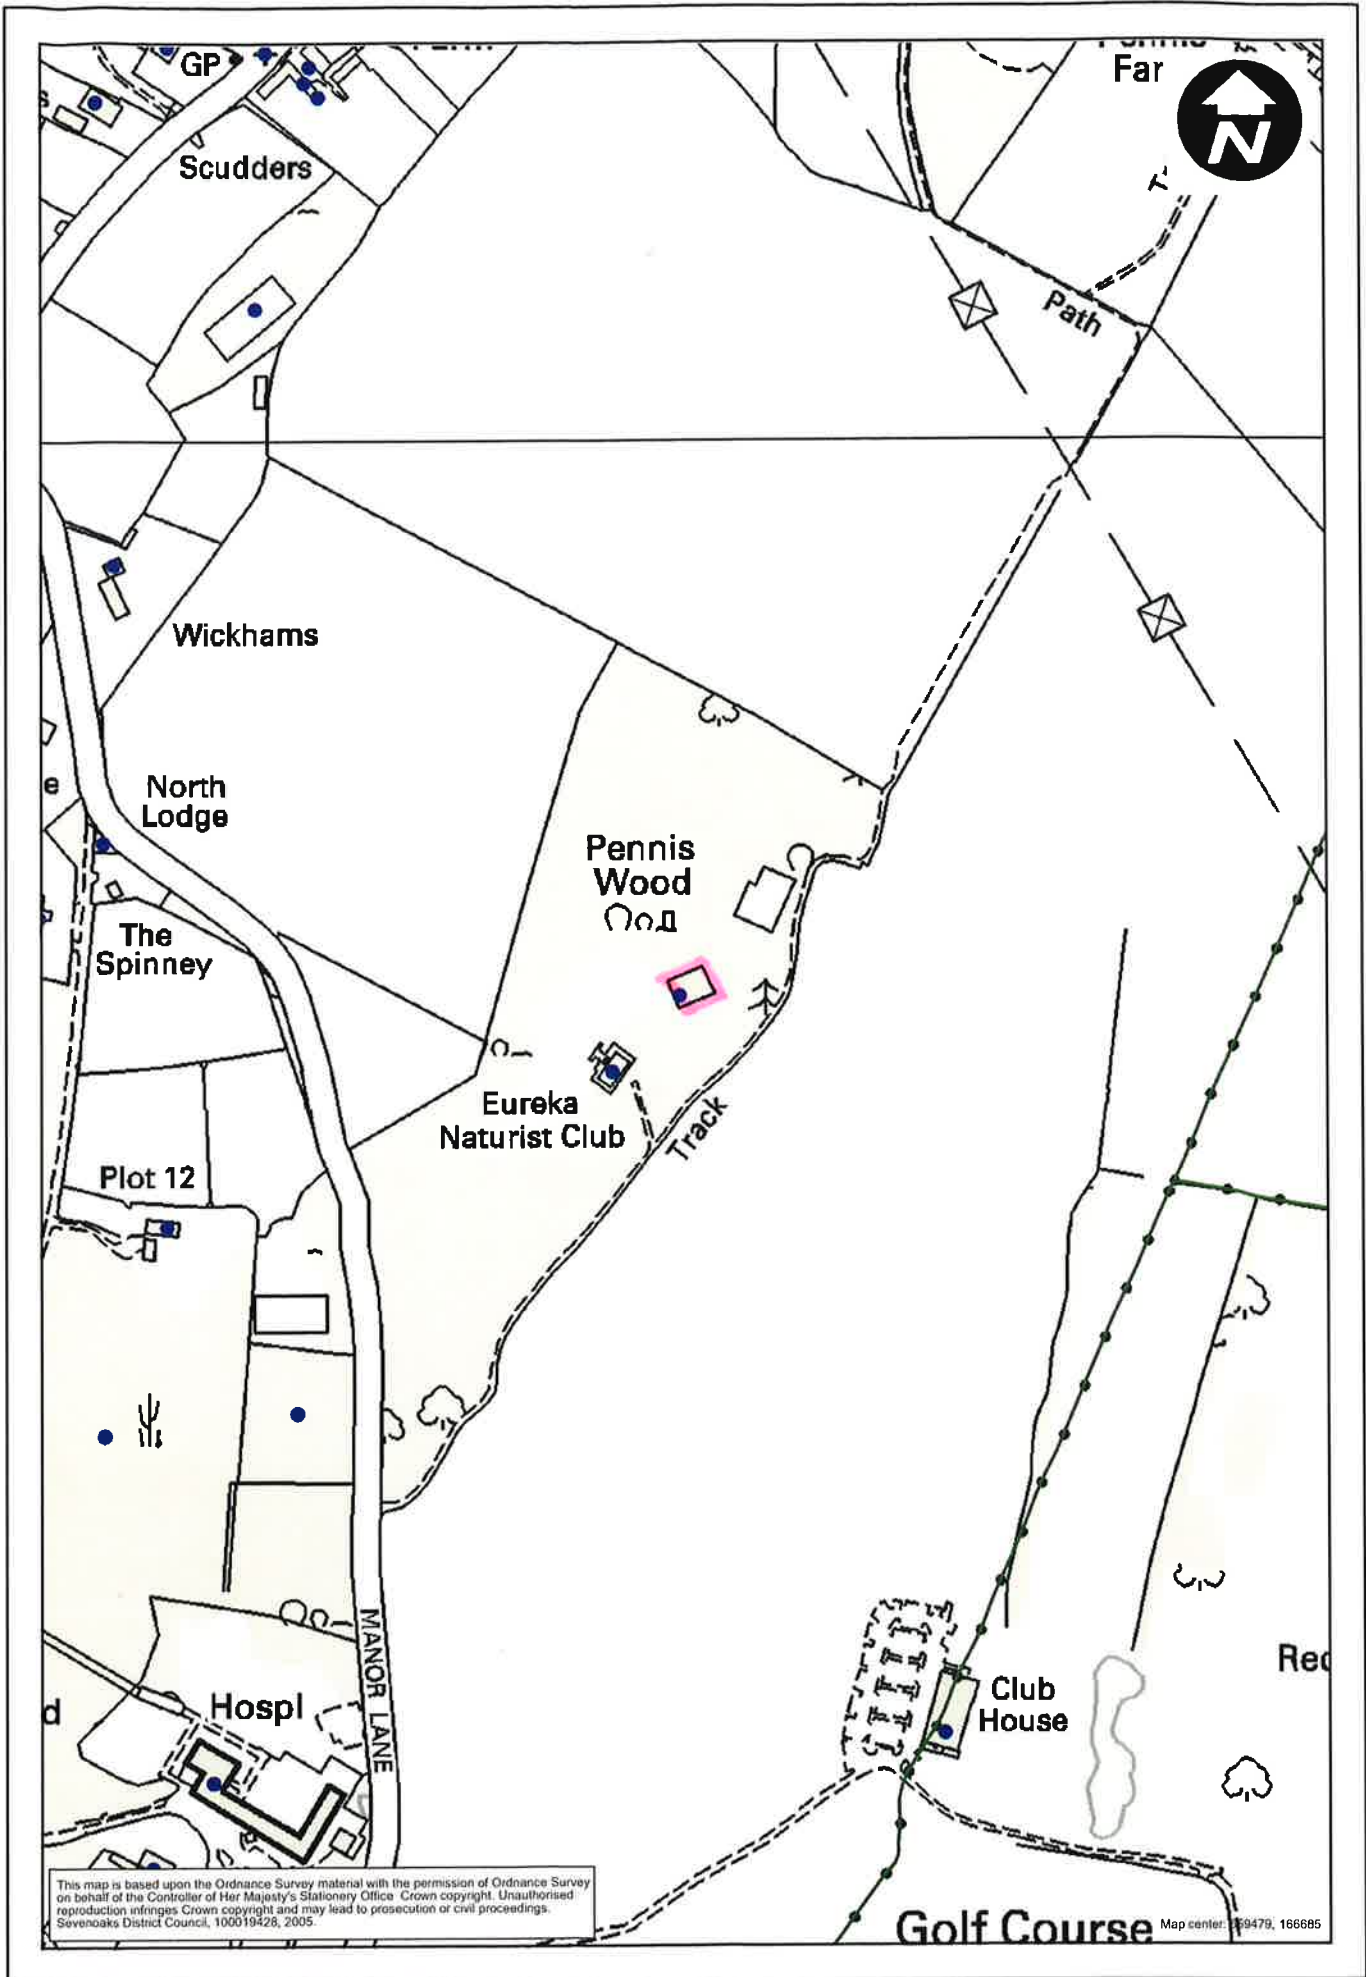 GP
Far
N
Scudders
Path
Wickhams
North
Lodge
e
Pennis
Wood
The
Spinney
Eureka
Naturist Club
Track
Plot 12
MANOR LANE
Hospl
d
Club
House
Golf Course
This map is based upon the Ordnance Survey material with the permission of Ordnance Survey
on behalf of the Controller of Her Majesty's Stationery Office Crown copyright. Unauthorised
reproduction infringes Crown copyright and may lead to prosecution or civil proceedings.
Sevenoaks District Council, 100019428, 2005.
Map center: 59479, 166685